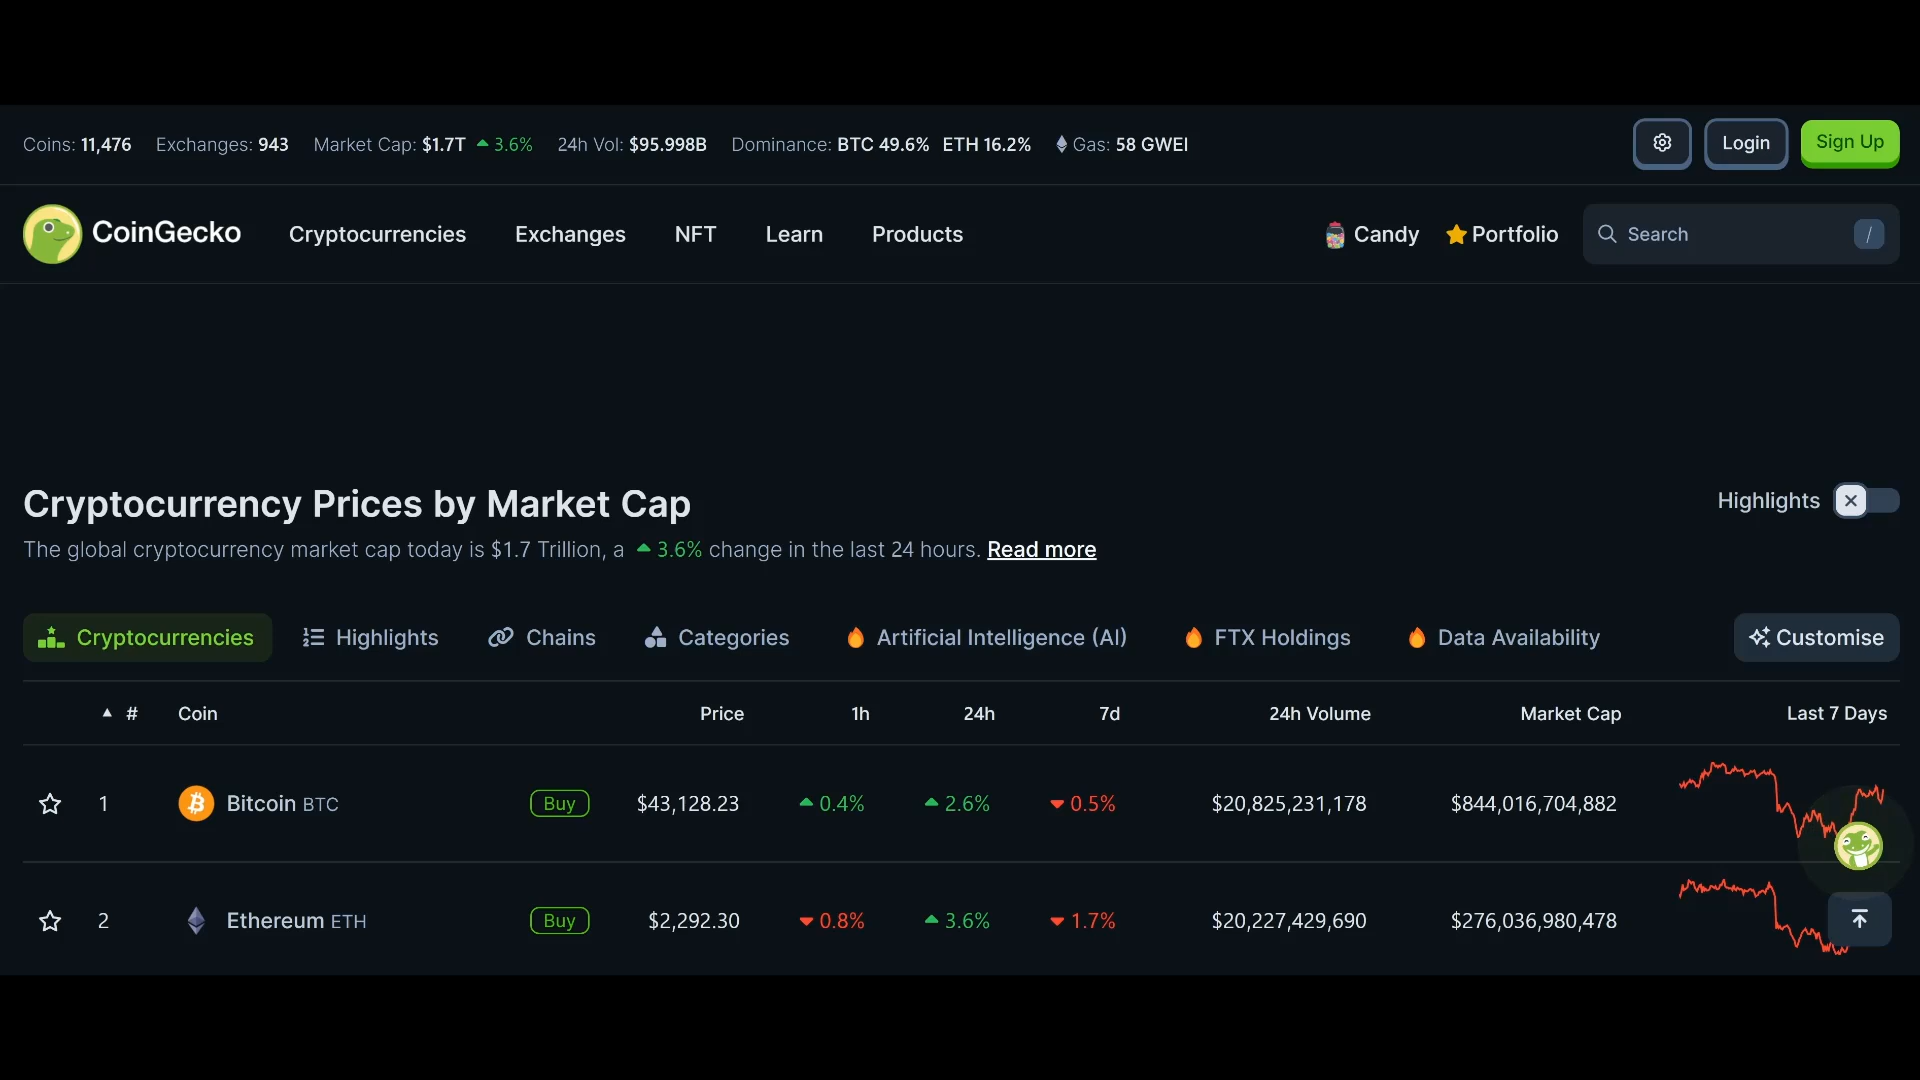 Coins: 11,476 Exchanges: 943 Market Cap: $1.7T 3.6% 24h Vol: $95.998B Dominance: BTC 49.6% ETH 16.2% Gas: 58 GWEI Login Sign Up
CoinGecko Cryptocurrencies Exchanges NFT Learn Products Candy Portfolio Search /
Cryptocurrency Prices by Market Cap Highlights
The global cryptocurrency market cap today is $1.7 Trillion, a 3.6% change in the last 24 hours. Read more
Cryptocurrencies Highlights Chains Categories Artificial Intelligence (AI) FTX Holdings Data Availability Customise
# Coin Price 1h 24h 7d 24h Volume Market Cap Last 7 Days
1 Bitcoin BTC Buy $43,128.23 0.4% 2.6% 0.5% $20,825,231,178 $844,016,704,882
2 Ethereum ETH Buy $2,292.30 0.8% 3.6% 1.7% $20,227,429,690 $276,036,980,478